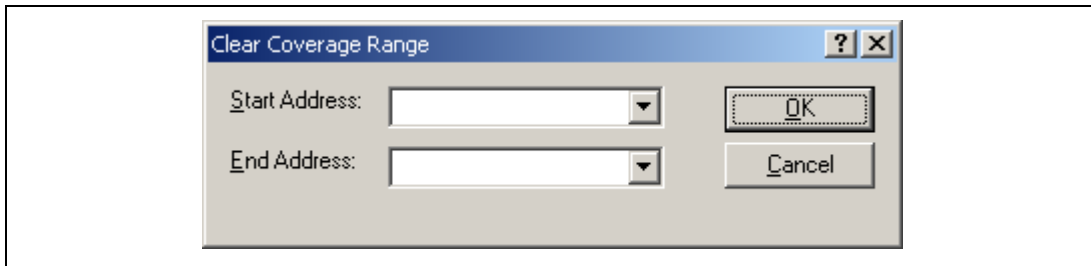 Clear Coverage Range
Start Address:
OK
End Address:
Cancel